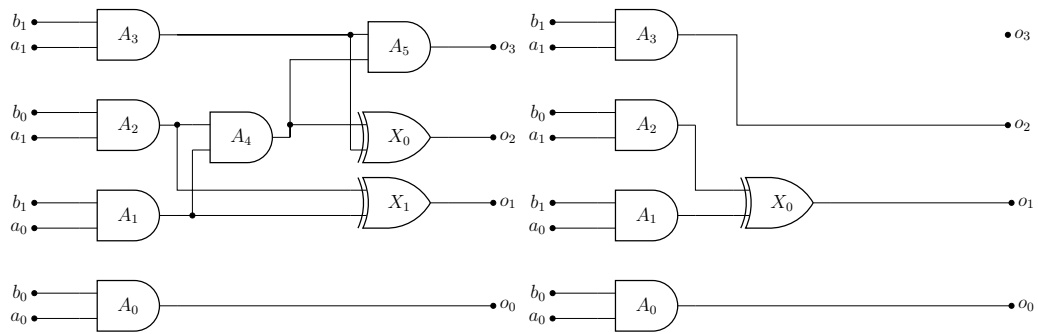 b₁ A₃ b₁ A₃ o₃
a₁ A₅ o₃ a₁
b₀ A₂ b₀ A₂ o₂
a₁ A₄ X₀ o₂ a₁
b₁ A₁ X₁ o₁ b₁ A₁ X₀ o₁
a₀ a₀
b₀ A₀ o₀ b₀ A₀ o₀
a₀ a₀